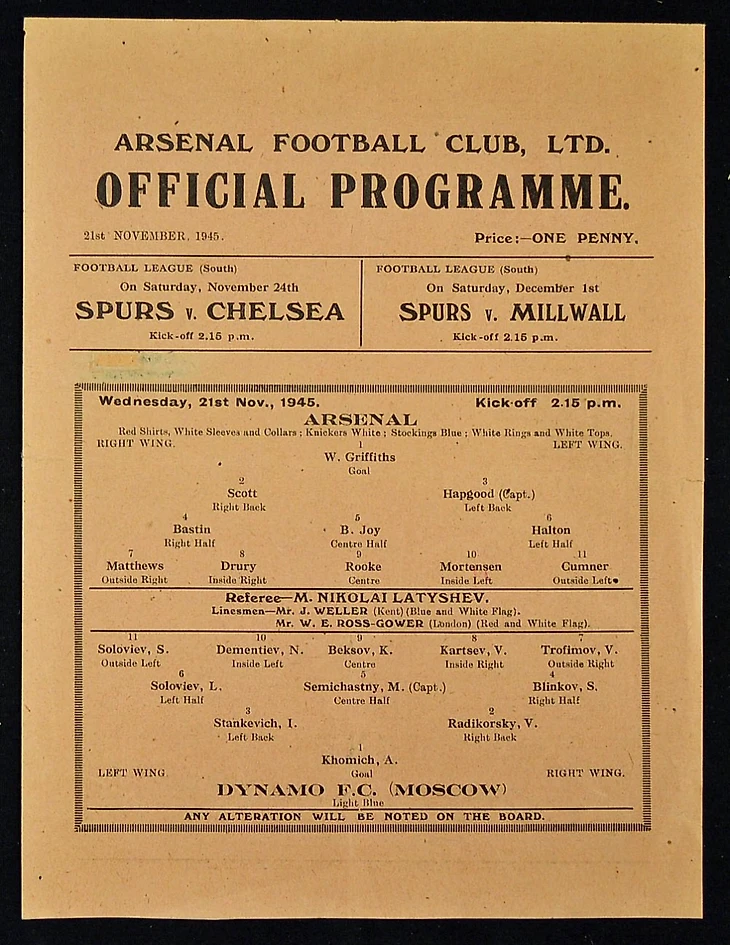 ARSENAL FOOTBALL CLUB, LTD.
OFFICIAL PROGRAMME.
21st NOVEMBER, 1945. Price:—ONE PENNY.
FOOTBALL LEAGUE (South)
On Saturday, November 24th
SPURS v. CHELSEA
Kick-off 2.15 p.m.
FOOTBALL LEAGUE (South)
On Saturday, December 1st
SPURS v. MILLWALL
Kick-off 2.15 p.m.
Wednesday, 21st Nov., 1945. Kick-off 2.15 p.m.
ARSENAL
Red Shirts, White Sleeves and Collars ; Knickers White ; Stockings Blue ; White Rings and White Tops.
RIGHT WING. 1 LEFT WING.
W. Griffiths
Goal
2 3
Scott Hapgood (Capt.)
Right Back Left Back
4 5 6
Bastin B. Joy Halton
Right Half Centre Half Left Half
7 8 9 10 11
Matthews Drury Rooke Mortensen Cumner
Outside Right Inside Right Centre Inside Left Outside Left
Referee—M. NIKOLAI LATYSHEV.
Linesmen—Mr. J. WELLER (Kent) (Blue and White Flag).
Mr. W. E. ROSS-GOWER (London) (Red and White Flag).
11 10 9 8 7
Soloviev, S. Dementiev, N. Beksov, K. Kartsev, V. Trofimov, V.
Outside Left Inside Left Centre Inside Right Outside Right
6 5 4
Soloviev, L. Semichastny, M. (Capt.) Blinkov, S.
Left Half Centre Half Right Half
3 2
Stankevich, I. Radikorsky, V.
Left Back Right Back
1
Khomich, A.
LEFT WING. Goal RIGHT WING.
DYNAMO F.C. (MOSCOW)
Light Blue
ANY ALTERATION WILL BE NOTED ON THE BOARD.